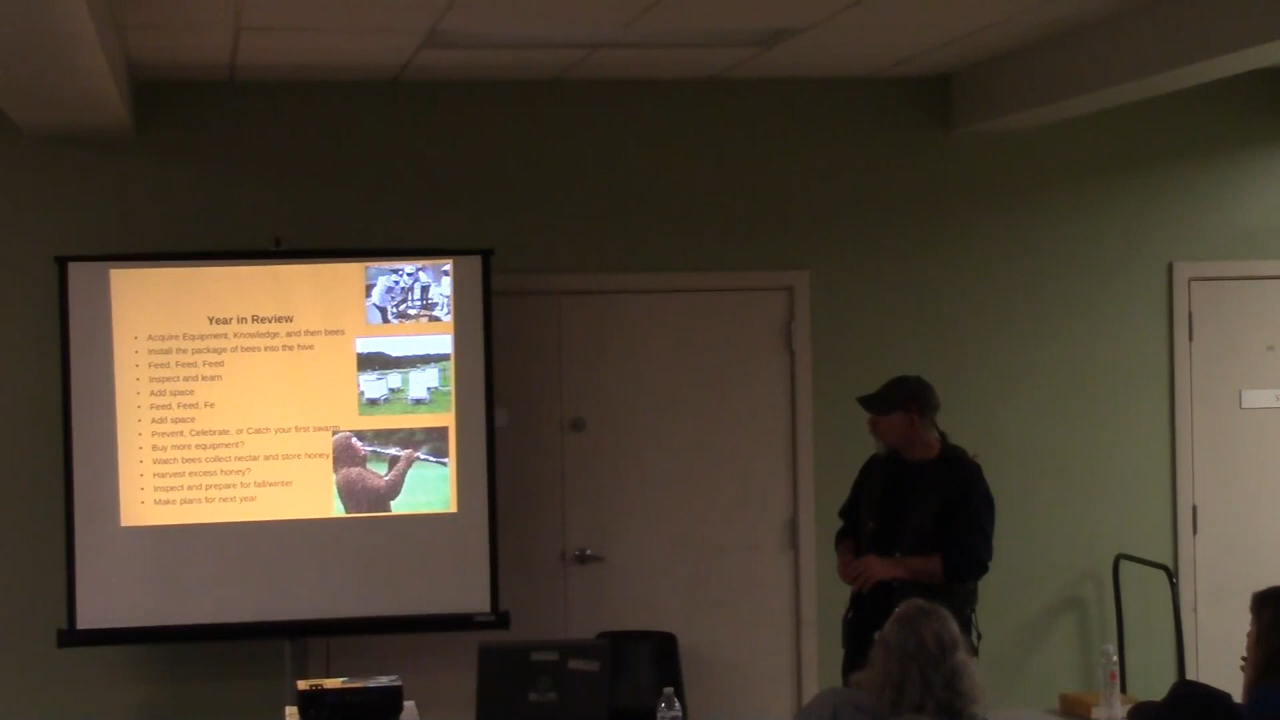 Year in Review
• Acquire Equipment, Knowledge, and then bees
• Install the package of bees into the hive
• Feed, Feed, Feed
• Inspect and learn
• Add space
• Feed, Feed, Fe
• Add space
• Prevent, Celebrate, or Catch your first swarm
• Buy more equipment?
• Watch bees collect nectar and store honey
• Harvest excess honey?
• Inspect and prepare for fall/winter
• Make plans for next year